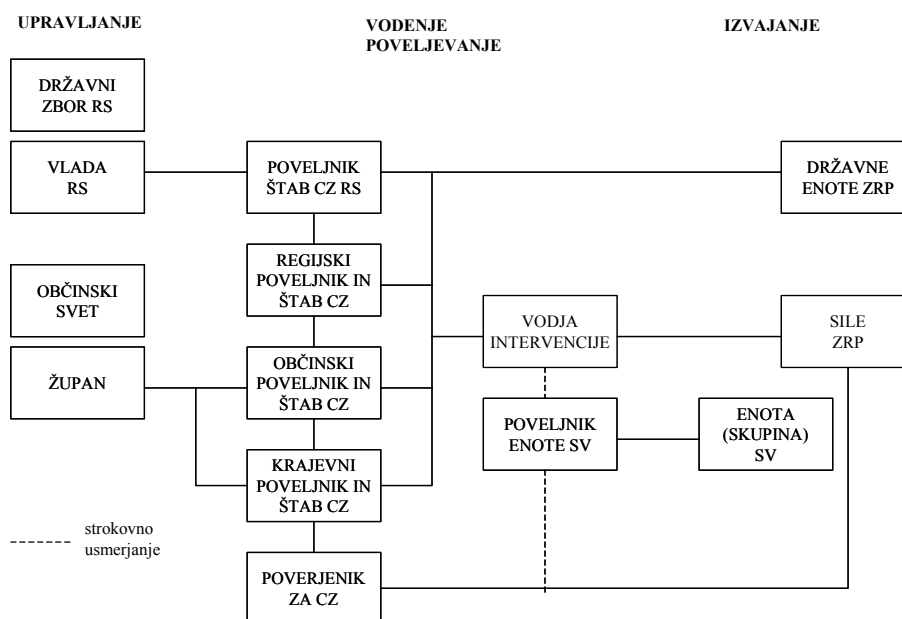 UPRAVLJANJE
VODENJE
POVELJEVANJE
IZVAJANJE
DRŽAVNI
ZBOR RS
VLADA
RS
POVELJNIK
ŠTAB CZ RS
DRŽAVNE
ENOTE ZRP
REGIJSKI
POVELJNIK IN
ŠTAB CZ
OBČINSKI
SVET
VODJA
INTERVENCIJE
SILE
ZRP
ŽUPAN
OBČINSKI
POVELJNIK IN
ŠTAB CZ
POVELJNIK
ENOTE SV
ENOTA
(SKUPINA)
SV
KRAJEVNI
POVELJNIK IN
ŠTAB CZ
strokovno
usmerjanje
POVERJENIK
ZA CZ